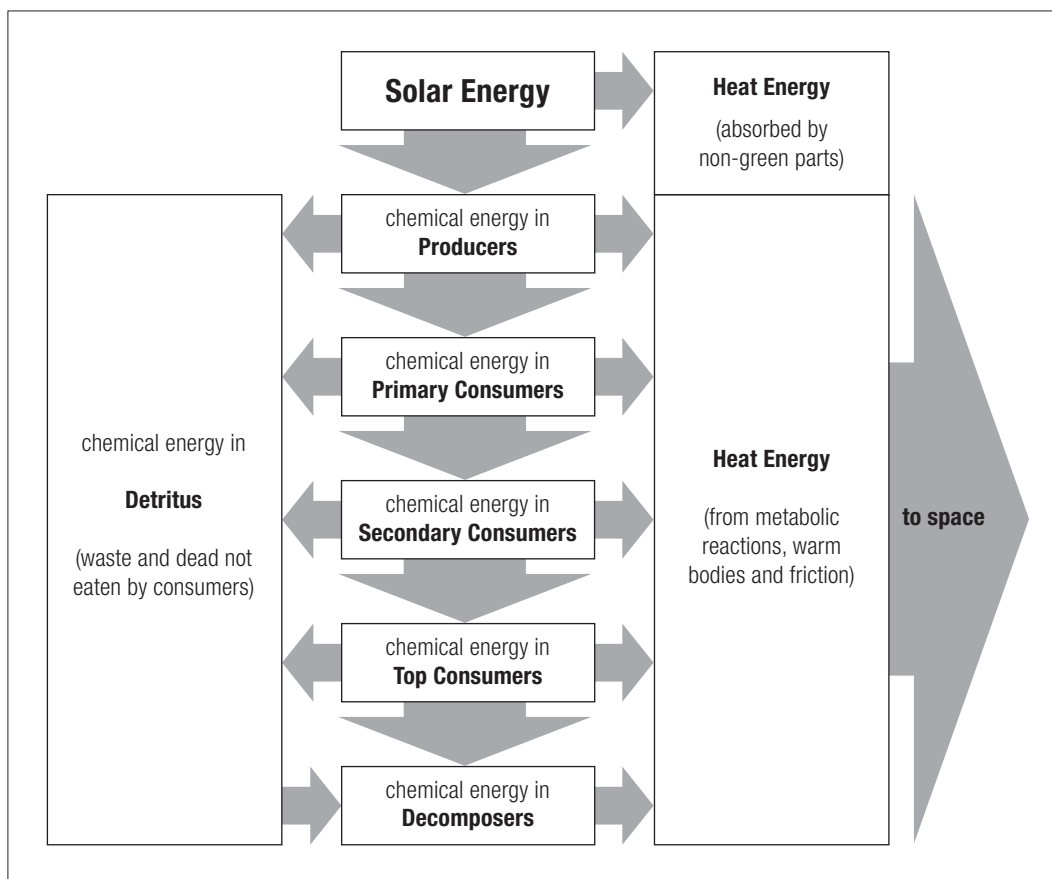 Solar Energy
Heat Energy
(absorbed by
non-green parts)
chemical energy in
Producers
chemical energy in
Primary Consumers
chemical energy in
Detritus
(waste and dead not
eaten by consumers)
chemical energy in
Secondary Consumers
Heat Energy
(from metabolic
reactions, warm
bodies and friction)
to space
chemical energy in
Top Consumers
chemical energy in
Decomposers